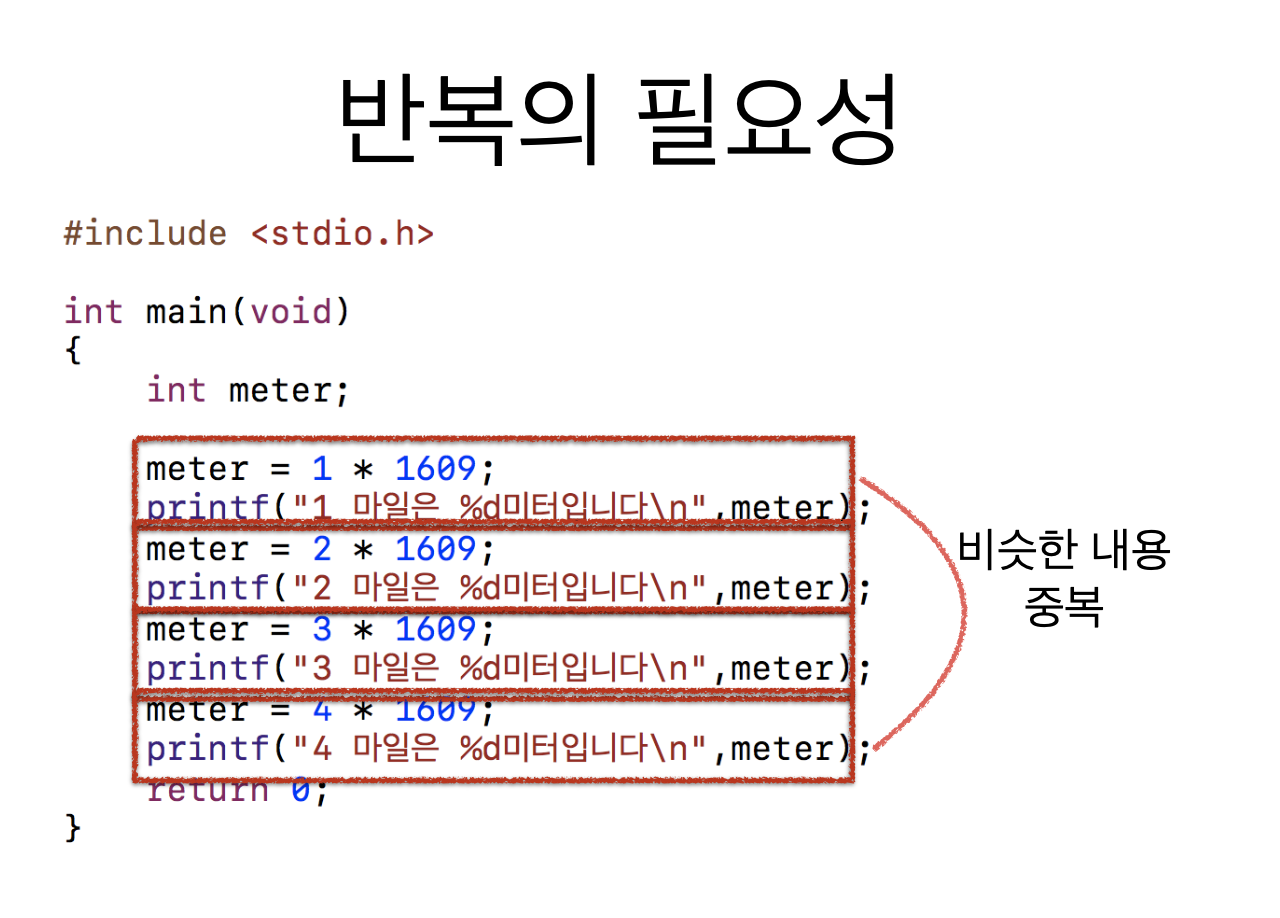 반복의 필요성
#include <stdio.h>
int main(void)
{
    int meter;
    meter = 1 * 1609;
    printf("1 마일은 %d미터입니다\n",meter);
    meter = 2 * 1609;
    printf("2 마일은 %d미터입니다\n",meter);
    meter = 3 * 1609;
    printf("3 마일은 %d미터입니다\n",meter);
    meter = 4 * 1609;
    printf("4 마일은 %d미터입니다\n",meter);
    return 0;
}
비슷한 내용
중복